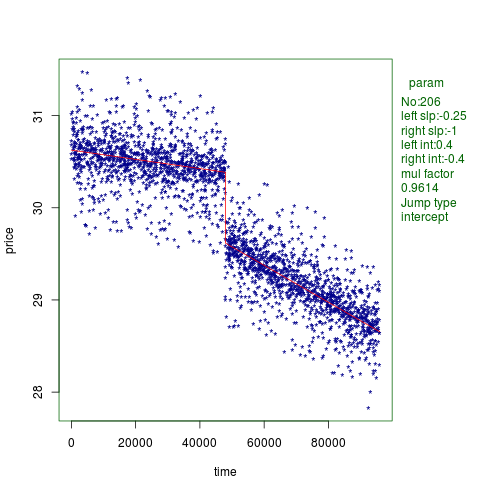 param
No:206
left slp:-0.25
right slp:-1
left int:0.4
right int:-0.4
mul factor
0.9614
Jump type
intercept
31
30
29
28
price
0 20000 40000 60000 80000
time